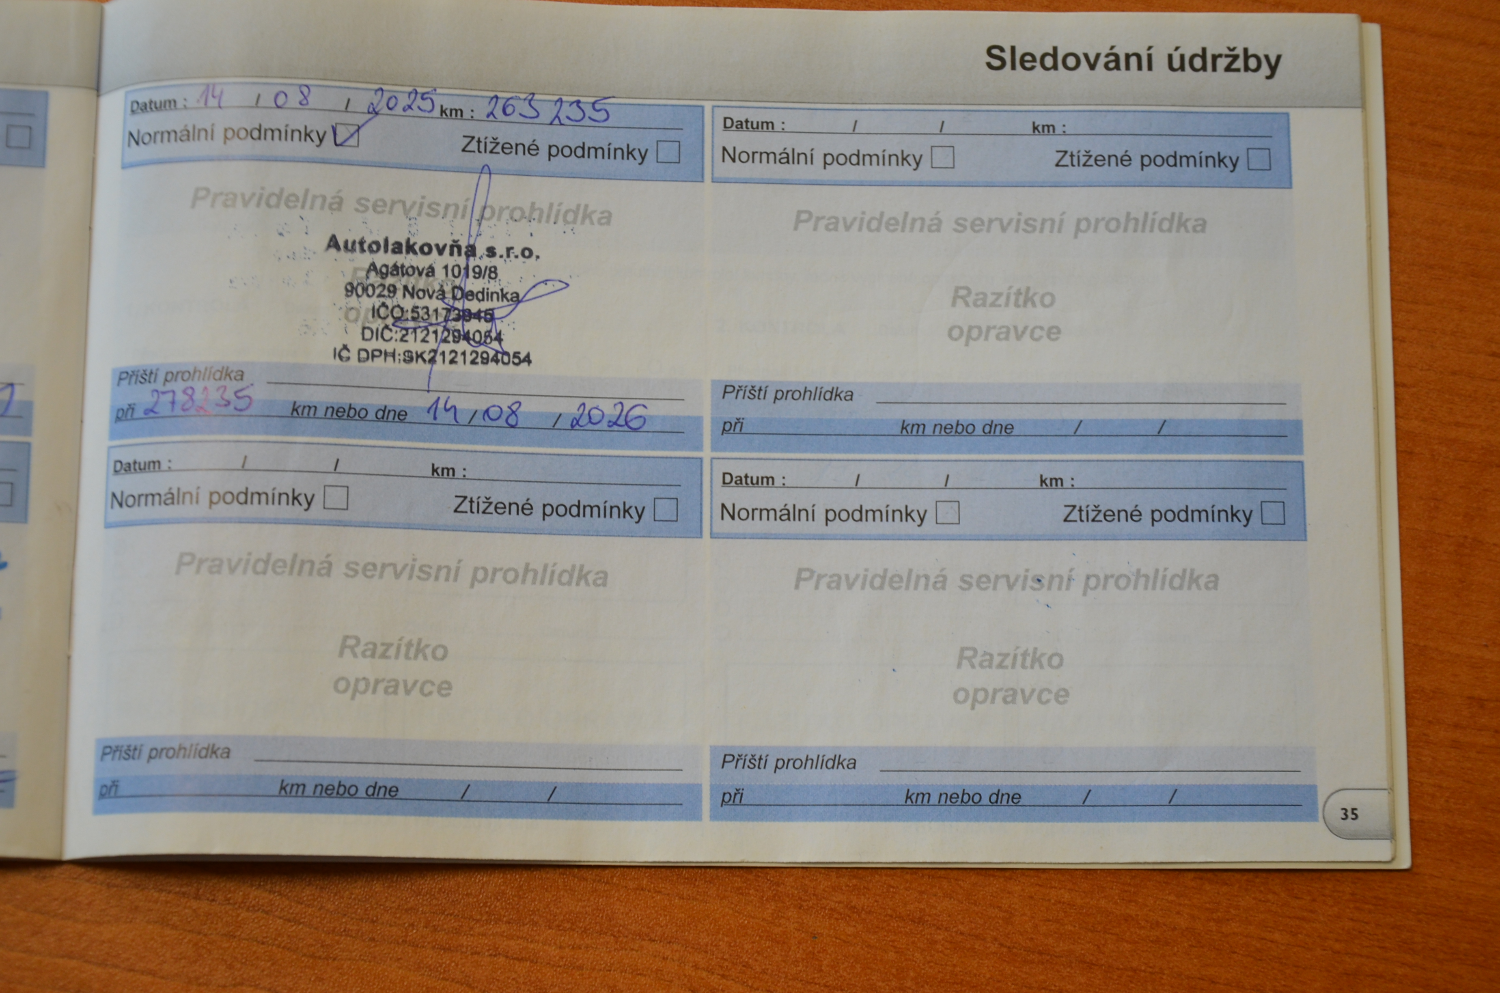 Sledování údržby
Datum : 14 / 08 / 2025 km : 263 235
Normální podmínky Ztížené podmínky
Pravidelná servisní prohlídka
Autolakovňa s.r.o.
Agátová 1019/8
90029 Nová Dedinka
IČO:53173945
DIČ:2121294054
IČ DPH:SK2121294054
Příští prohlídka
při 278235 km nebo dne 14 / 08 / 2026
Datum : / / km :
Normální podmínky Ztížené podmínky
Pravidelná servisní prohlídka
Razítko
opravce
Příští prohlídka
při km nebo dne / /
Datum : / / km :
Normální podmínky Ztížené podmínky
Pravidelná servisní prohlídka
Razítko
opravce
Příští prohlídka
při km nebo dne / /
Datum : / / km :
Normální podmínky Ztížené podmínky
Pravidelná servisní prohlídka
Razítko
opravce
Příští prohlídka
při km nebo dne / /
35